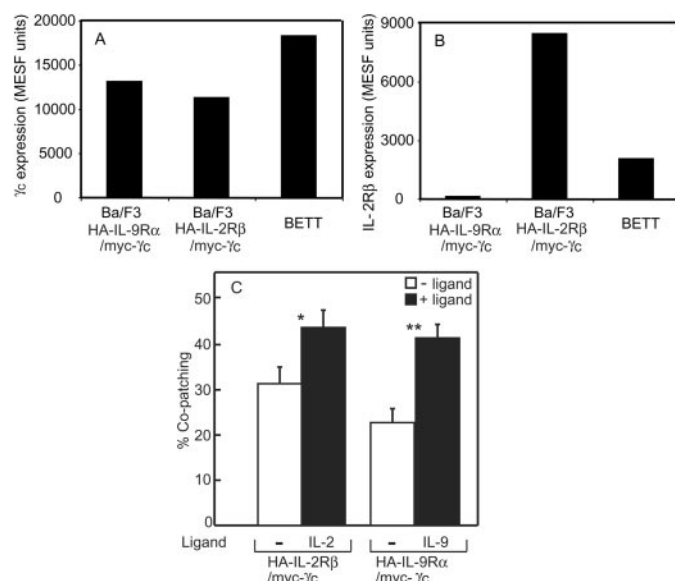 A
γc expression (MESF units)
20000
15000
10000
5000
0
Ba/F3
HA-IL-9Rα
/myc-γc
Ba/F3
HA-IL-2Rβ
/myc-γc
BETT
B
IL-2Rβ expression (MESF units)
9000
6000
3000
0
Ba/F3
HA-IL-9Rα
/myc-γc
Ba/F3
HA-IL-2Rβ
/myc-γc
BETT
C
- ligand
+ ligand
% Co-patching
50
40
30
20
10
0
*
**
Ligand
- IL-2
- IL-9
HA-IL-2Rβ
/myc-γc
HA-IL-9Rα
/myc-γc